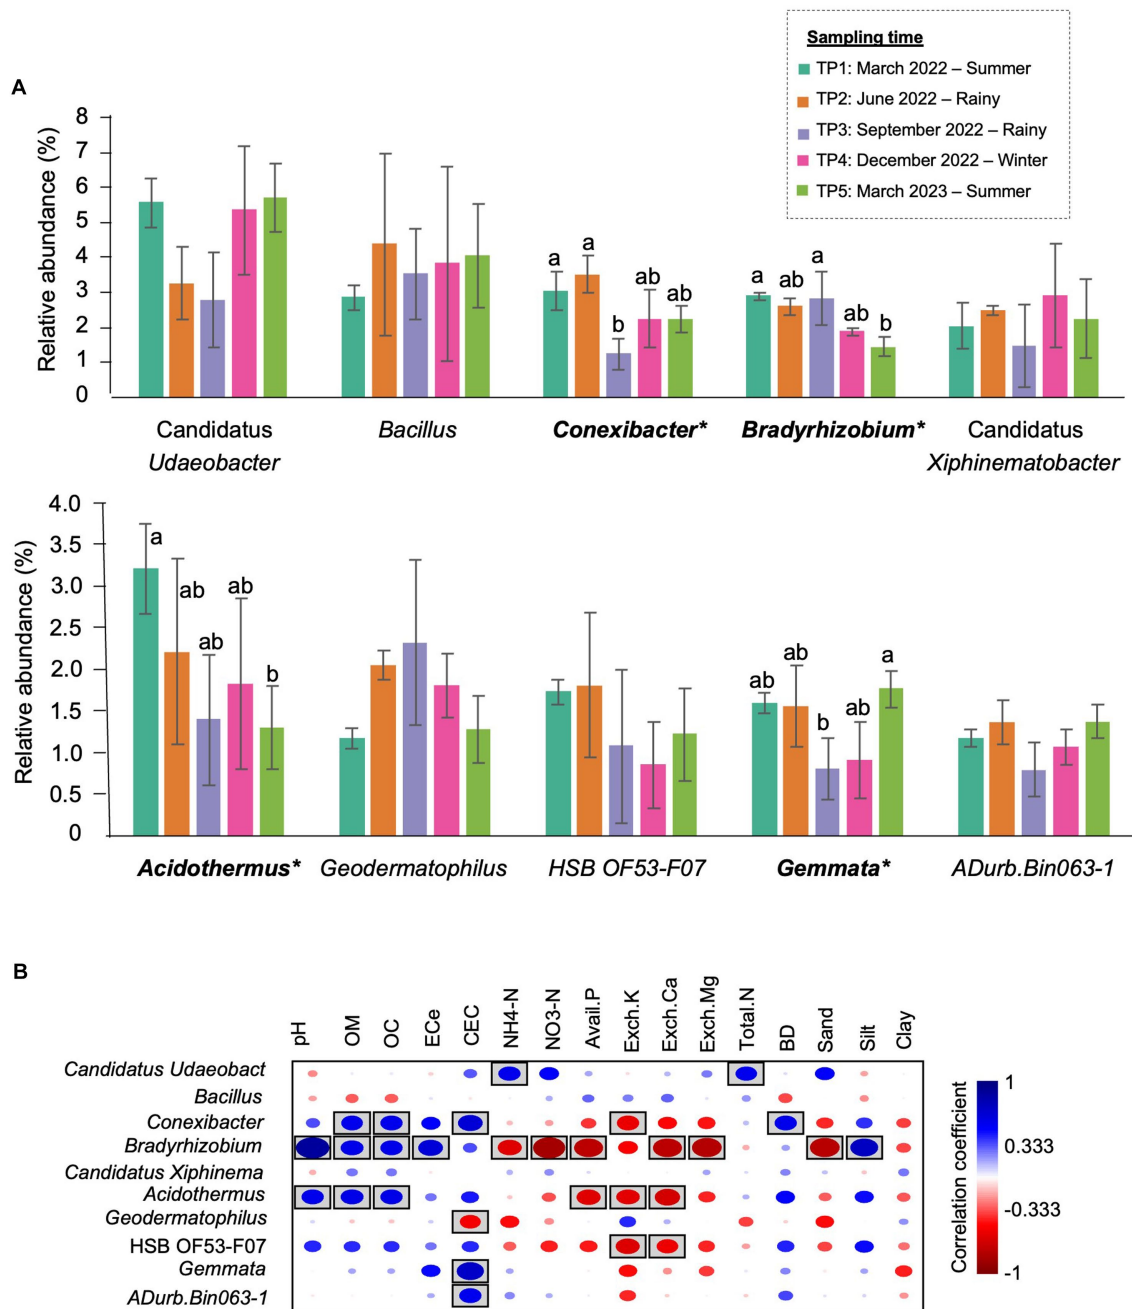 Sampling time
TP1: March 2022 – Summer
TP2: June 2022 – Rainy
TP3: September 2022 – Rainy
TP4: December 2022 – Winter
TP5: March 2023 – Summer
A
Relative abundance (%)
8
7
6
5
4
3
2
1
0
a
a
b
ab
ab
a
ab
a
ab
b
Candidatus
Udaeobacter
Bacillus
Conexibacter*
Bradyrhizobium*
Candidatus
Xiphinematobacter
Relative abundance (%)
4.0
3.5
3.0
2.5
2.0
1.5
1.0
0.5
0
a
ab
ab
ab
b
ab
ab
b
ab
a
Acidothermus*
Geodermatophilus
HSB OF53-F07
Gemmata*
ADurb.Bin063-1
B
pH
OM
OC
ECe
CEC
NH4-N
NO3-N
Avail.P
Exch.K
Exch.Ca
Exch.Mg
Total.N
BD
Sand
Silt
Clay
Candidatus Udaeobact
Bacillus
Conexibacter
Bradyrhizobium
Candidatus Xiphinema
Acidothermus
Geodermatophilus
HSB OF53-F07
Gemmata
ADurb.Bin063-1
Correlation coefficient
1
0.333
-0.333
-1